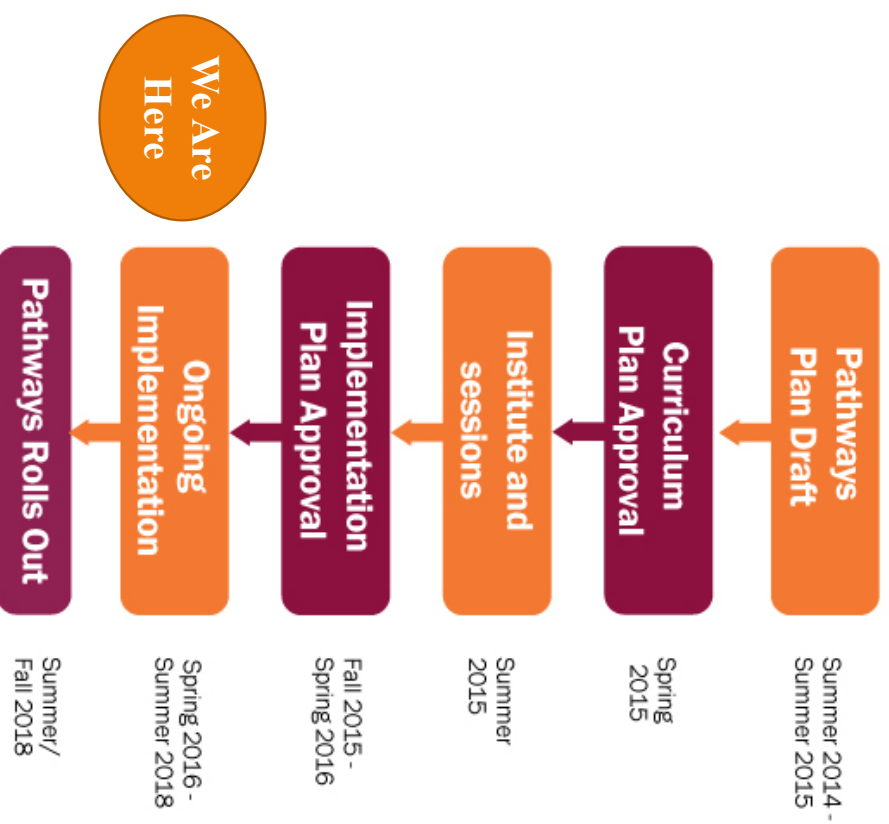 Pathways
Plan Draft
Summer 2014 -
Summer 2015
Curriculum
Plan Approval
Spring
2015
Institute and
sessions
Summer
2015
Implementation
Plan Approval
Fall 2015 -
Spring 2016
We Are
Here
Ongoing
Implementation
Spring 2016 -
Summer 2018
Pathways Rolls Out
Summer/
Fall 2018